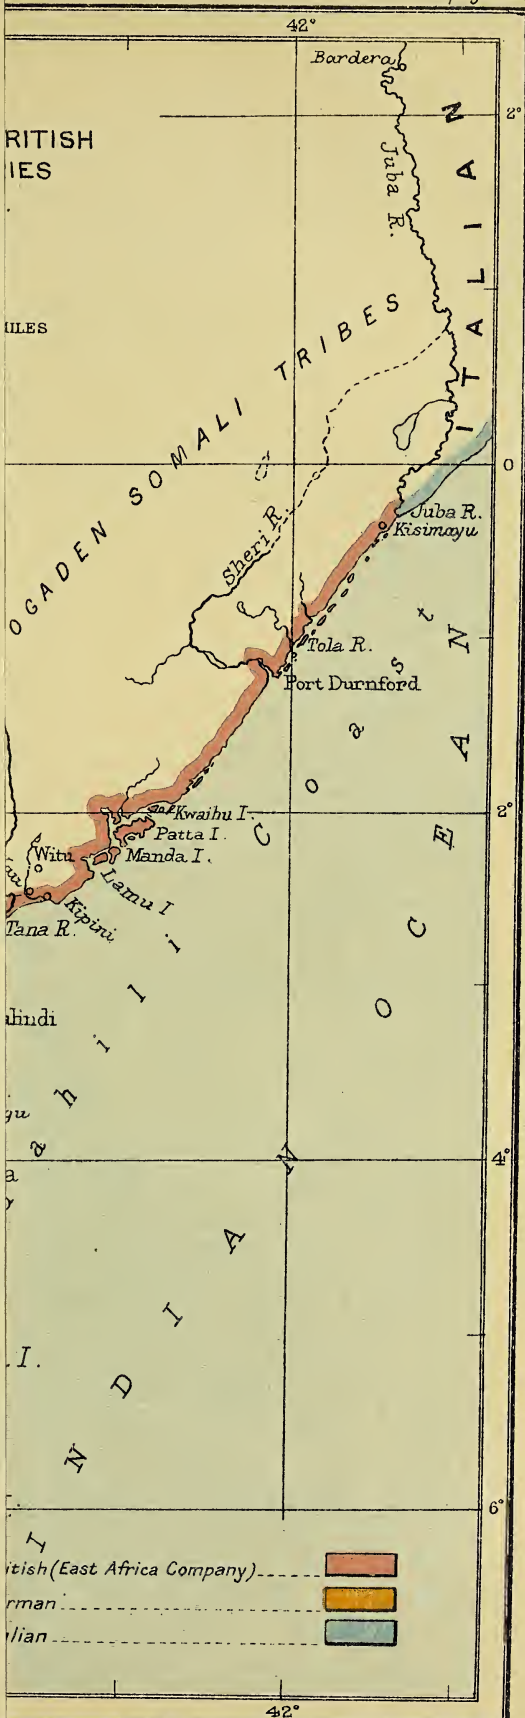 42°
Bardera
2°
RITISH
IES
Juba R.
ITALIAN
ILES
OGADEN SOMALI TRIBES
0
Juba R.
Kisimayu
Sheri R.
Tola R.
Port Durnford
2°
Kwaihu I.
Patta I.
Witu
Manda I.
Lamu I
Kipini
Tana R.
ahili Coast
INDIAN OCEAN
lindi
4°
a
. I.
6°
itish (East Africa Company)
rman
lian
42°